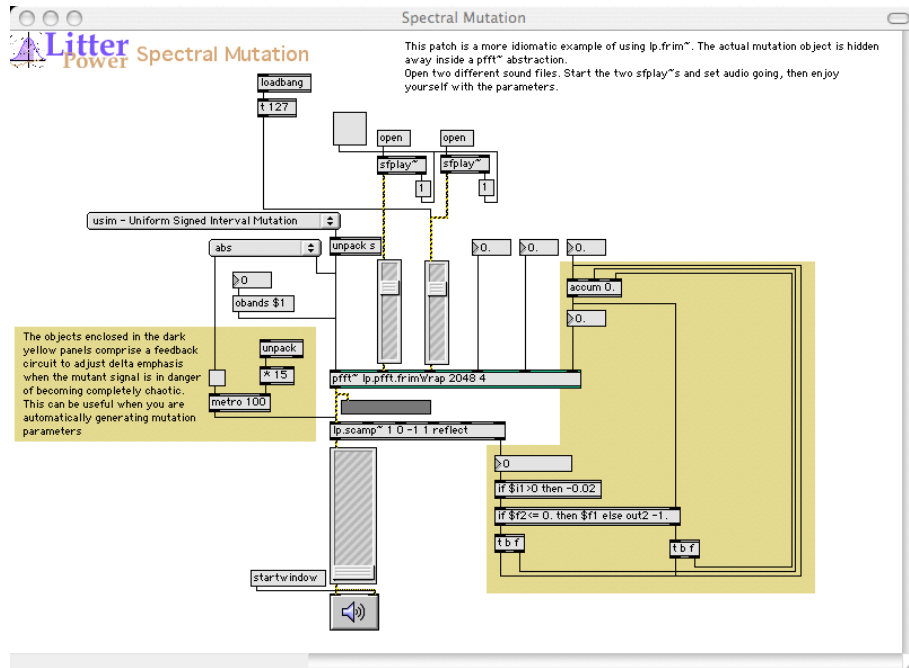 Spectral Mutation
Litter
Power
Spectral Mutation
This patch is a more idiomatic example of using lp.frim~. The actual mutation object is hidden
away inside a pfft~ abstraction.
Open two different sound files. Start the two sfplay~s and set audio going, then enjoy
yourself with the parameters.
loadbang
t 127
open
open
sfplay~
sfplay~
1
1
usim - Uniform Signed Interval Mutation
abs
unpack s
0.
0.
0.
0
obands $1
accum 0.
0.
The objects enclosed in the dark
yellow panels comprise a feedback
circuit to adjust delta emphasis
when the mutant signal is in danger
of becoming completely chaotic.
This can be useful when you are
automatically generating mutation
parameters
unpack
* 15
metro 100
pfft~ lp.pfft.frimWrap 2048 4
lp.scamp~ 1 0 -1 1 reflect
0
if $i1>0 then -0.02
if $f2<= 0. then $f1 else out2 -1.
t b f
t b f
startwindow